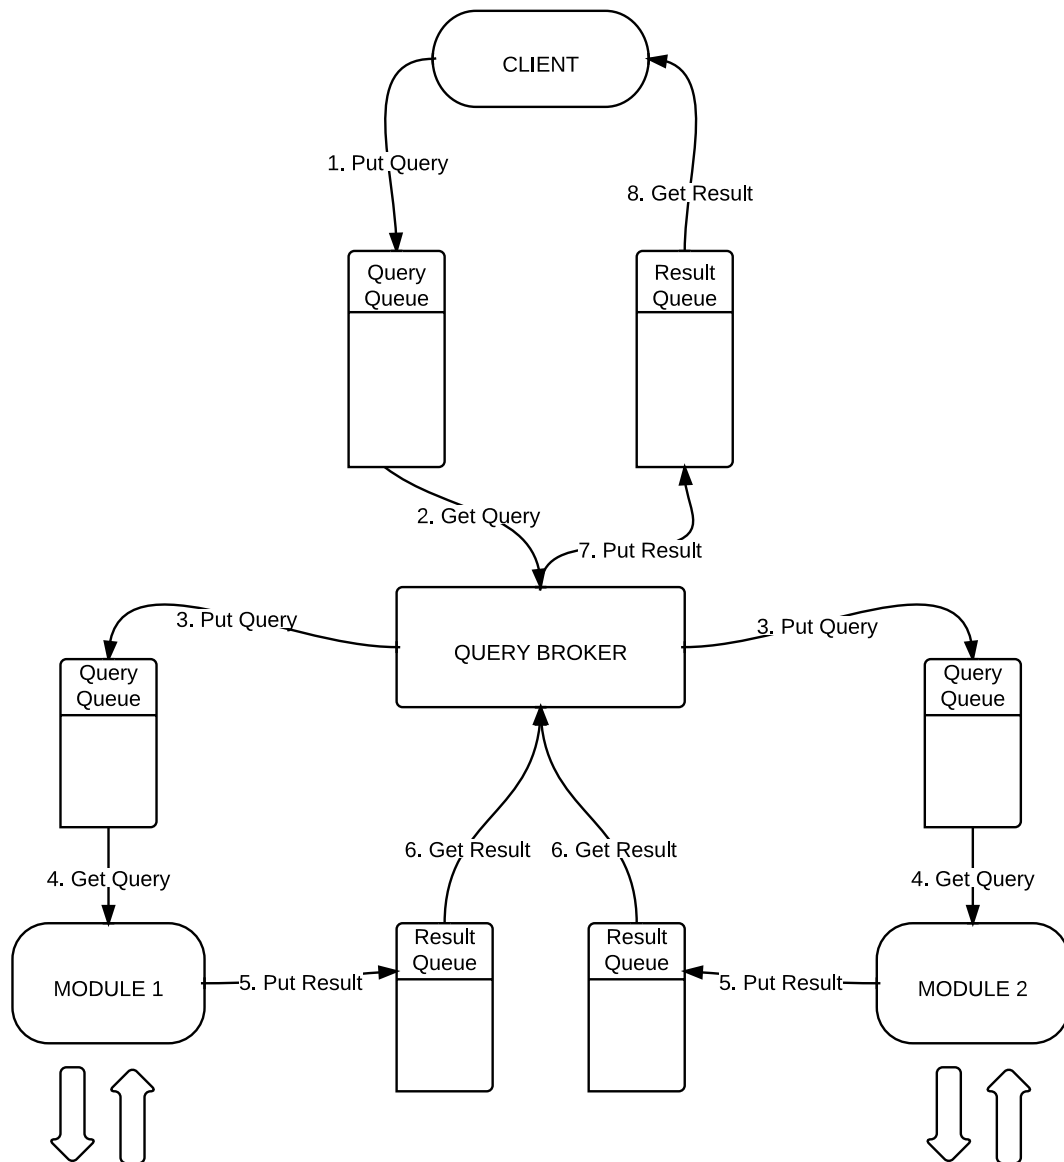 CLIENT
1. Put Query
8. Get Result
Query
Queue
Result
Queue
2. Get Query
7. Put Result
3. Put Query
3. Put Query
QUERY BROKER
Query
Queue
Query
Queue
6. Get Result
6. Get Result
4. Get Query
4. Get Query
Result
Queue
Result
Queue
MODULE 1
5. Put Result
5. Put Result
MODULE 2